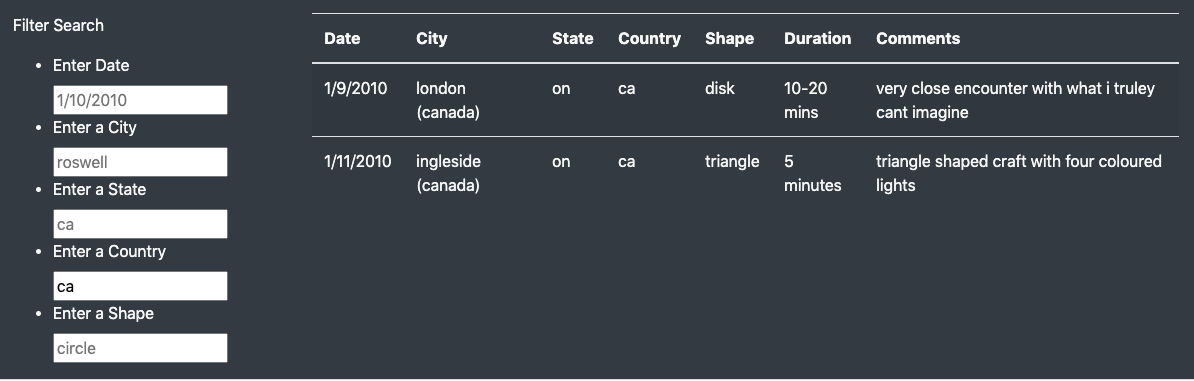 Filter Search
Enter Date
1/10/2010
Enter a City
roswell
Enter a State
ca
Enter a Country
ca
Enter a Shape
circle
Date City State Country Shape Duration Comments
1/9/2010 london on ca disk 10-20 very close encounter with what i truley
(canada) mins cant imagine
1/11/2010 ingleside on ca triangle 5 triangle shaped craft with four coloured
(canada) minutes lights